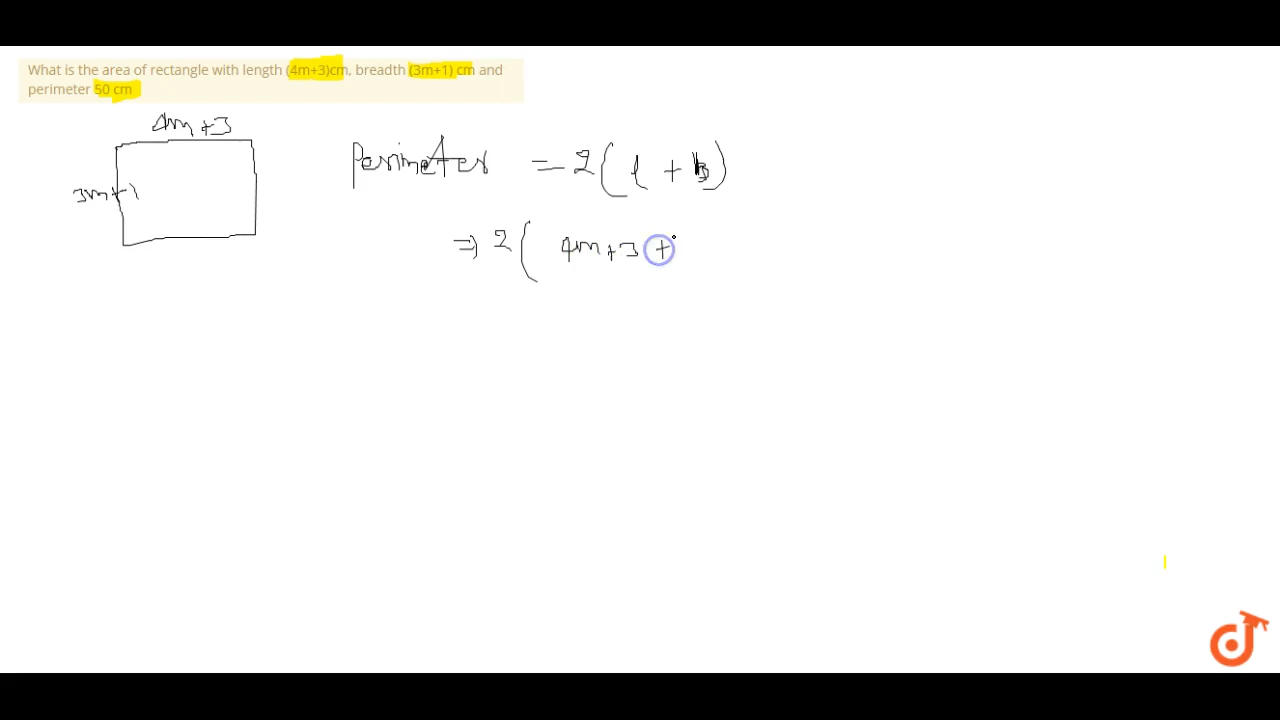 What is the area of rectangle with length (4m+3)cm, breadth (3m+1) cm and
perimeter 50 cm
4m+3
3m+1
Perimeter = 2(l + b)
⇒ 2( 4m+3 +